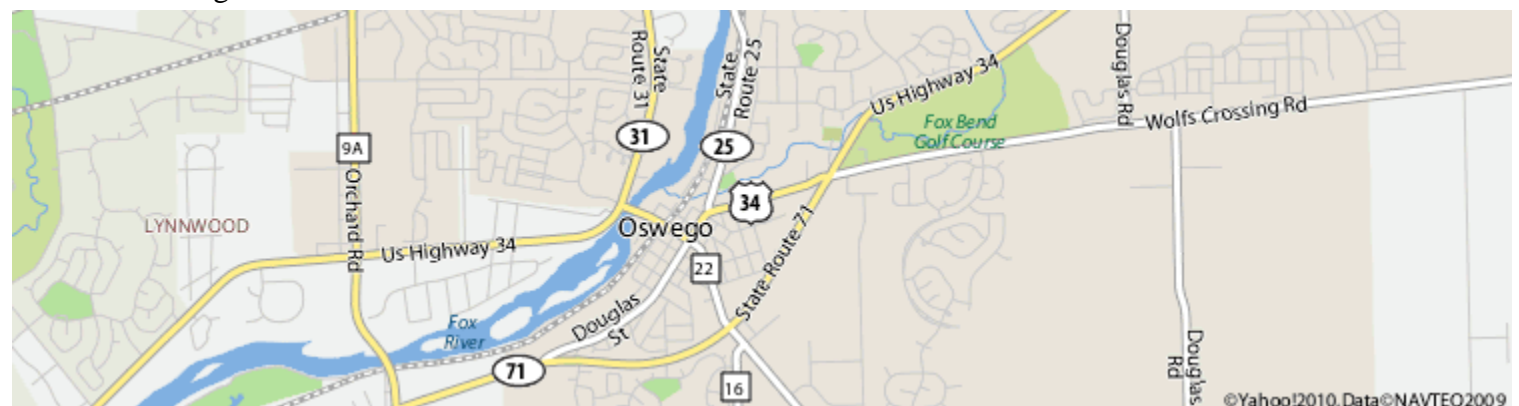 State
Route 31
State
Route 25
Douglas Rd
Us Highway 34
Wolfs Crossing Rd
Fox Bend
Golf Course
31
25
9A
Orchard Rd
34
LYNNWOOD
Oswego
Us Highway 34
22
State Route 71
Fox
River
Douglas
St
71
16
Douglas
Rd
©Yahoo!2010,Data©NAVTEQ2009